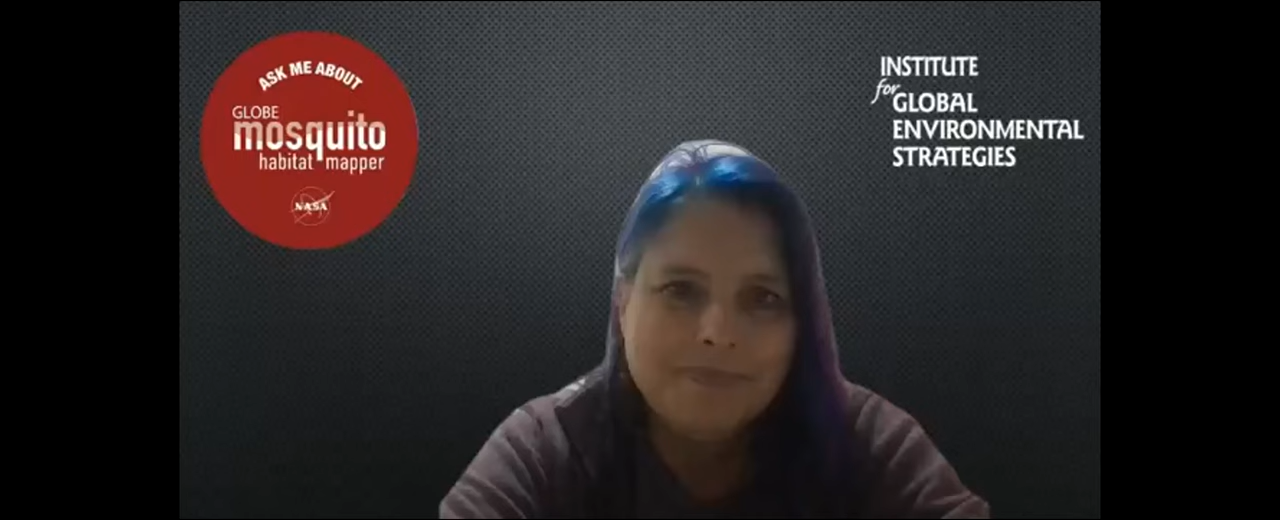 ASK ME ABOUT
GLOBE
mosquito
habitat mapper
NASA
INSTITUTE
for GLOBAL
ENVIRONMENTAL
STRATEGIES